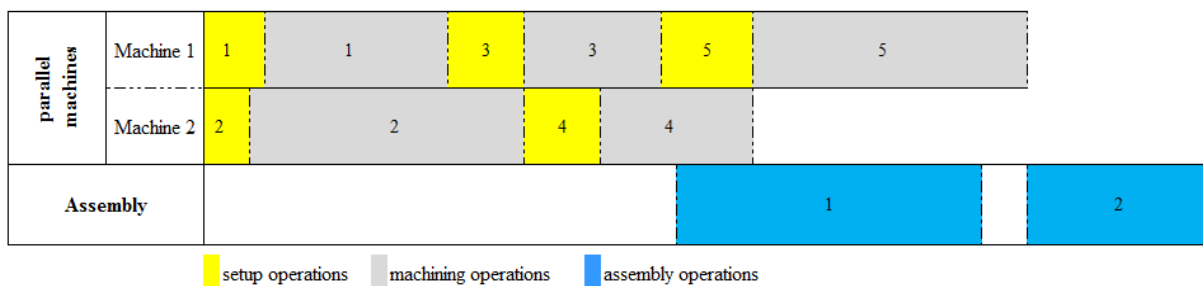 parallel
machines
Machine 1
1
1
3
3
5
5
Machine 2
2
2
4
4
Assembly
1
2
setup operations
machining operations
assembly operations